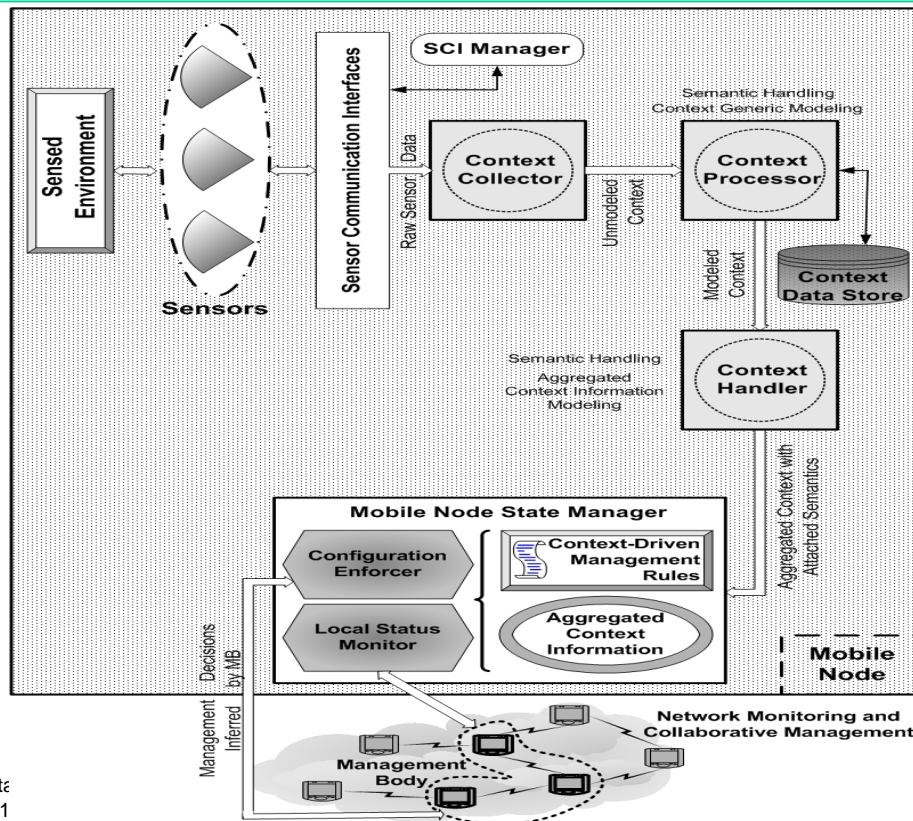 SCI Manager
Sensed
Environment
Sensors
Sensor Communication Interfaces
Raw Sensor Data
Context
Collector
Unmodeled
Context
Semantic Handling
Context Generic Modeling
Context
Processor
Context
Data Store
Modeled
Context
Semantic Handling
Aggregated
Context Information
Modeling
Context
Handler
Aggregated Context with
Attached Semantics
Mobile Node State Manager
Configuration
Enforcer
Context-Driven
Management
Rules
Local Status
Monitor
Aggregated
Context
Information
Mobile
Node
Management Decisions
Inferred by MB
Network Monitoring and
Collaborative Management
Management
Body
1